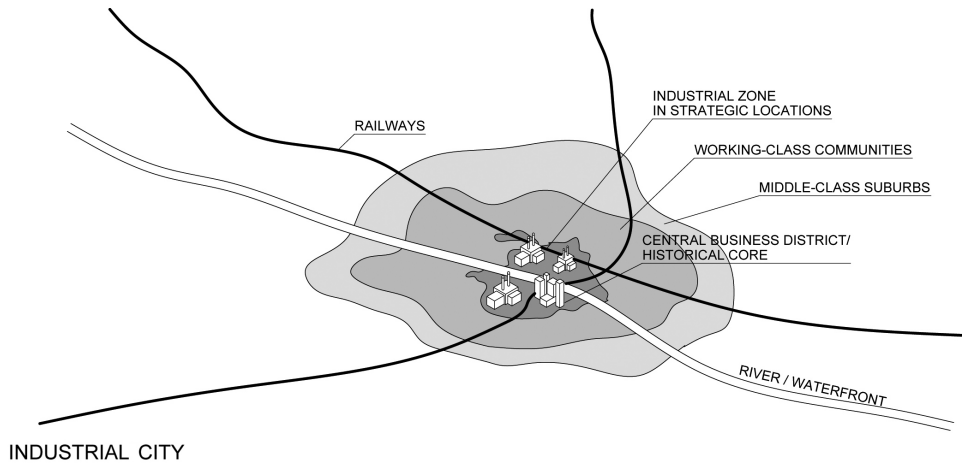 INDUSTRIAL ZONE
IN STRATEGIC LOCATIONS
RAILWAYS
WORKING-CLASS COMMUNITIES
MIDDLE-CLASS SUBURBS
CENTRAL BUSINESS DISTRICT/
HISTORICAL CORE
RIVER / WATERFRONT
INDUSTRIAL CITY